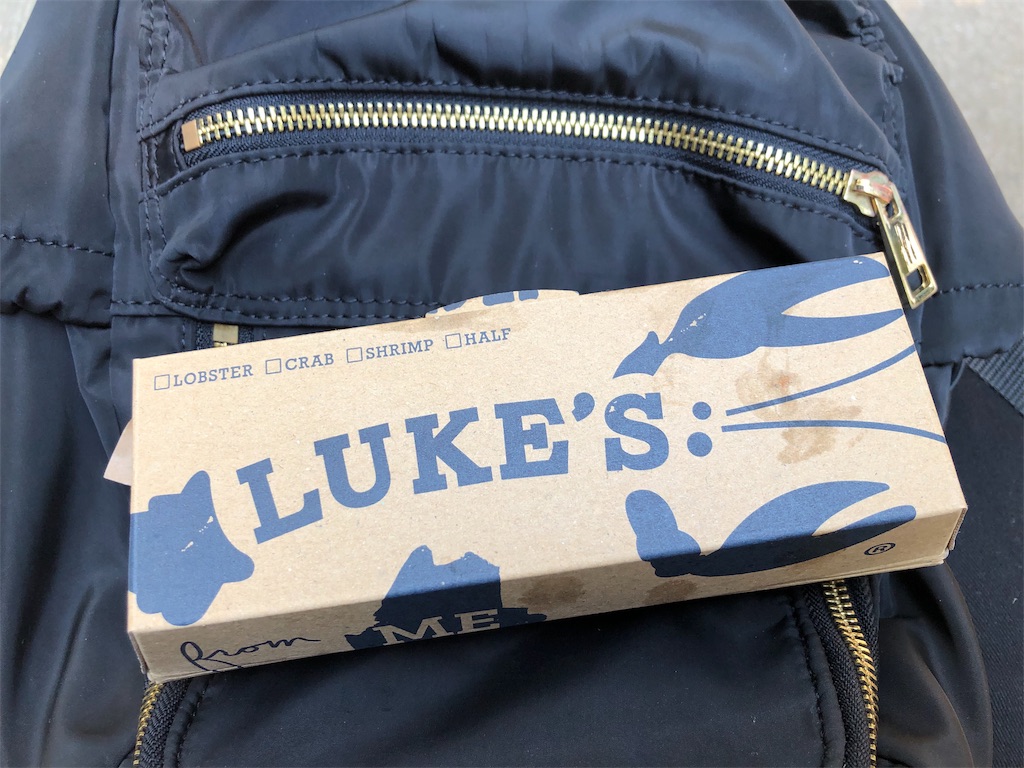 ☐LOBSTER ☐CRAB ☐SHRIMP ☐HALF
LUKE'S:
®
from ME